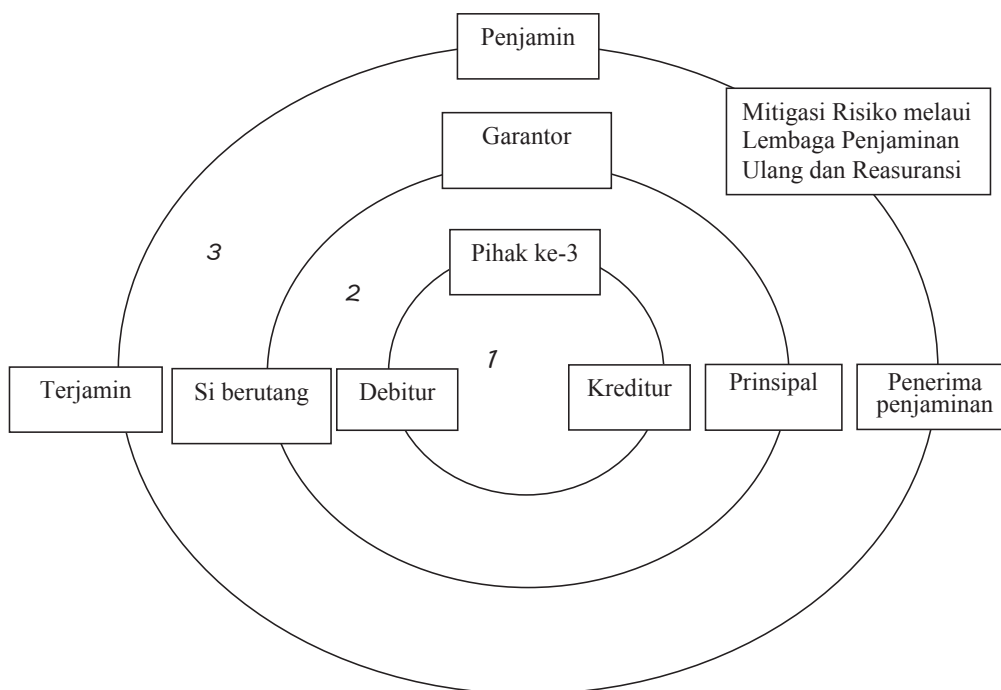 Penjamin
Mitigasi Risiko melaui
Lembaga Penjaminan
Ulang dan Reasuransi
Garantor
3
Pihak ke-3
2
1
Terjamin
Si berutang
Debitur
Kreditur
Prinsipal
Penerima
penjaminan